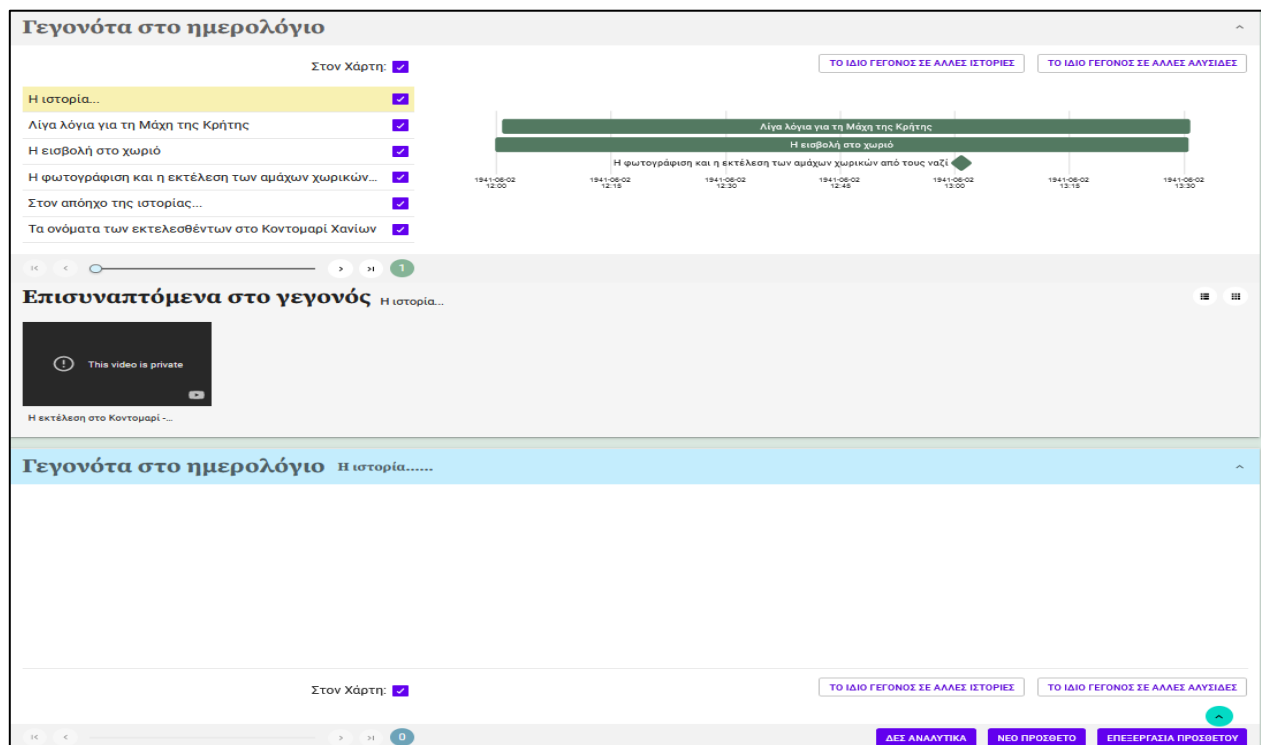 Γεγονότα στο ημερολόγιο
Στον Χάρτη:
ΤΟ ΙΔΙΟ ΓΕΓΟΝΟΣ ΣΕ ΑΛΛΕΣ ΙΣΤΟΡΙΕΣ
ΤΟ ΙΔΙΟ ΓΕΓΟΝΟΣ ΣΕ ΑΛΛΕΣ ΑΛΥΣΙΔΕΣ
Η ιστορία...
Λίγα λόγια για τη Μάχη της Κρήτης
Η εισβολή στο χωριό
Η φωτογράφιση και η εκτέλεση των αμάχων χωρικών...
Στον απόηχο της ιστορίας...
Τα ονόματα των εκτελεσθέντων στο Κοντομαρί Χανίων
Λίγα λόγια για τη Μάχη της Κρήτης
Η εισβολή στο χωριό
Η φωτογράφιση και η εκτέλεση των αμάχων χωρικών από τους ναζί
1941-06-02 1941-06-02 1941-06-02 1941-06-02 1941-06-02 1941-06-02 1941-06-02
12:00 12:15 12:30 12:45 13:00 13:15 13:30
1
Επισυναπτόμενα στο γεγονός Η ιστορία...
This video is private
Η εκτέλεση στο Κοντομαρί -...
Γεγονότα στο ημερολόγιο Η ιστορία......
Στον Χάρτη:
ΤΟ ΙΔΙΟ ΓΕΓΟΝΟΣ ΣΕ ΑΛΛΕΣ ΙΣΤΟΡΙΕΣ
ΤΟ ΙΔΙΟ ΓΕΓΟΝΟΣ ΣΕ ΑΛΛΕΣ ΑΛΥΣΙΔΕΣ
0
ΔΕΣ ΑΝΑΛΥΤΙΚΑ
ΝΕΟ ΠΡΟΣΘΕΤΟ
ΕΠΕΞΕΡΓΑΣΙΑ ΠΡΟΣΘΕΤΟΥ